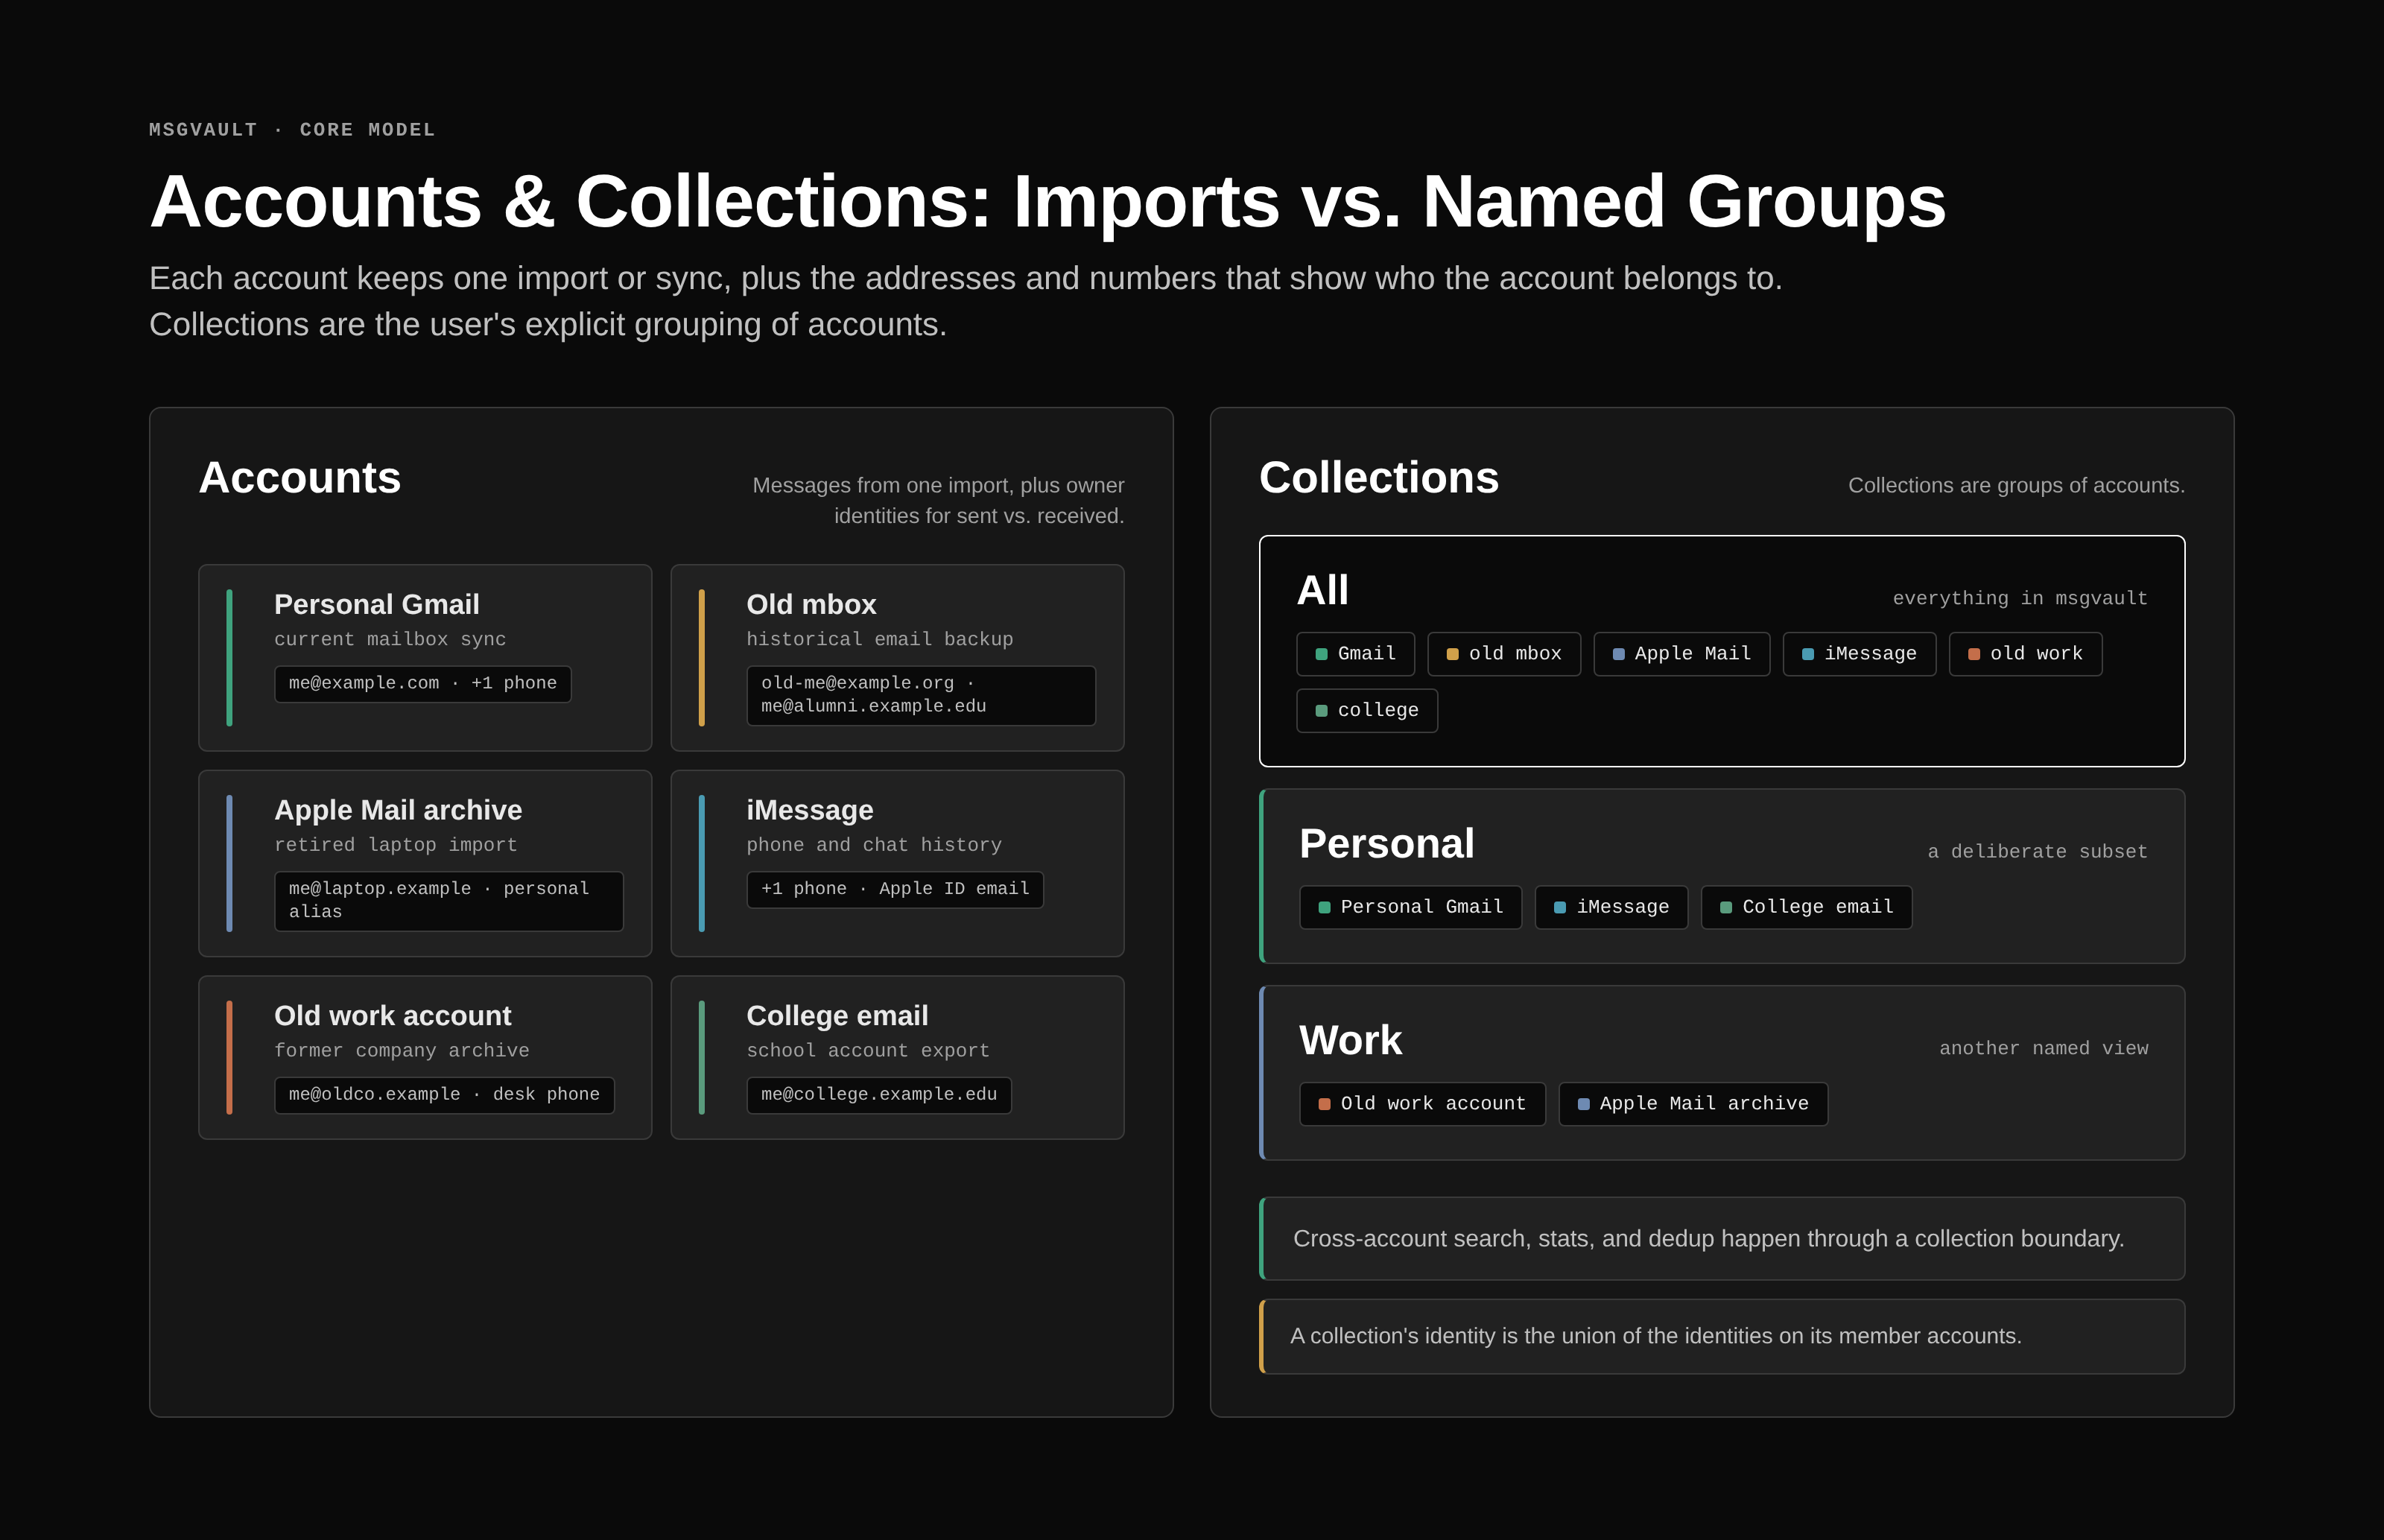 MSGVAULT · CORE MODEL
Accounts & Collections: Imports vs. Named Groups
Each account keeps one import or sync, plus the addresses and numbers that show who the account belongs to.
Collections are the user's explicit grouping of accounts.
Accounts
Messages from one import, plus owner
identities for sent vs. received.
Personal Gmail
current mailbox sync
me@example.com · +1 phone
Old mbox
historical email backup
old-me@example.org ·
me@alumni.example.edu
Apple Mail archive
retired laptop import
me@laptop.example · personal
alias
iMessage
phone and chat history
+1 phone · Apple ID email
Old work account
former company archive
me@oldco.example · desk phone
College email
school account export
me@college.example.edu
Collections
Collections are groups of accounts.
All
everything in msgvault
Gmail
old mbox
Apple Mail
iMessage
old work
college
Personal
a deliberate subset
Personal Gmail
iMessage
College email
Work
another named view
Old work account
Apple Mail archive
Cross-account search, stats, and dedup happen through a collection boundary.
A collection's identity is the union of the identities on its member accounts.